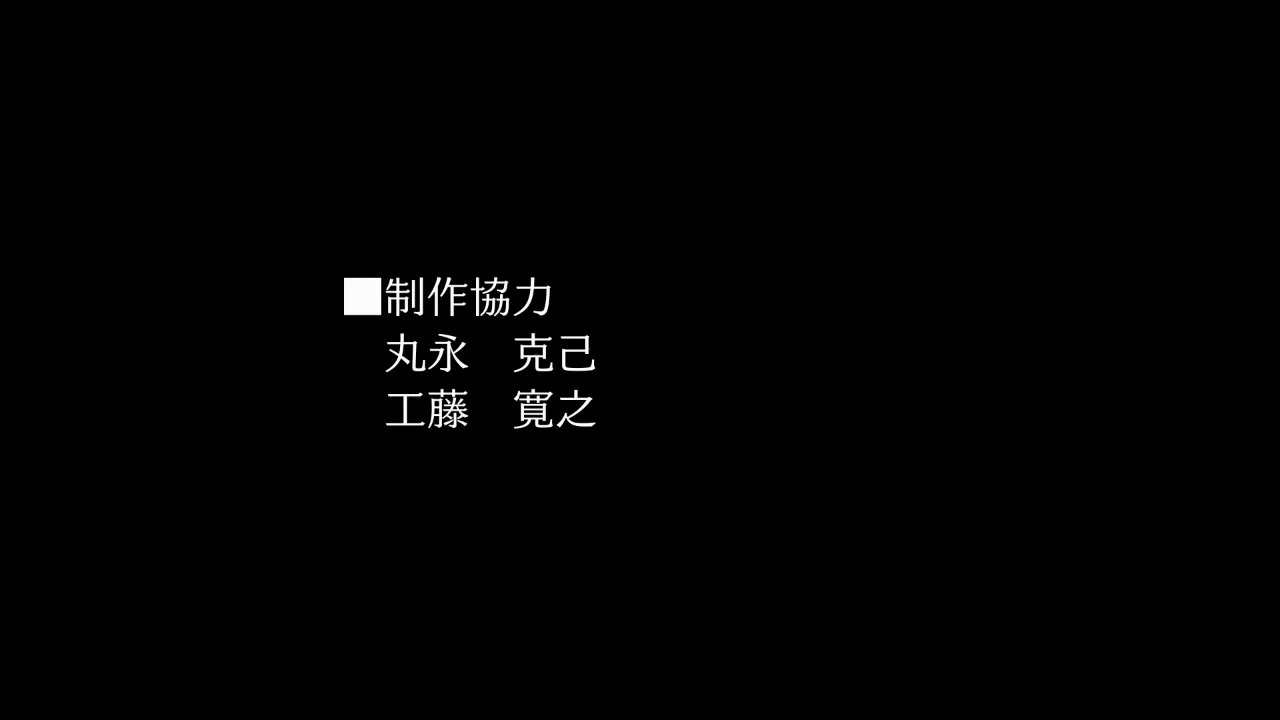 ■制作協力
丸永　克己
工藤　寛之